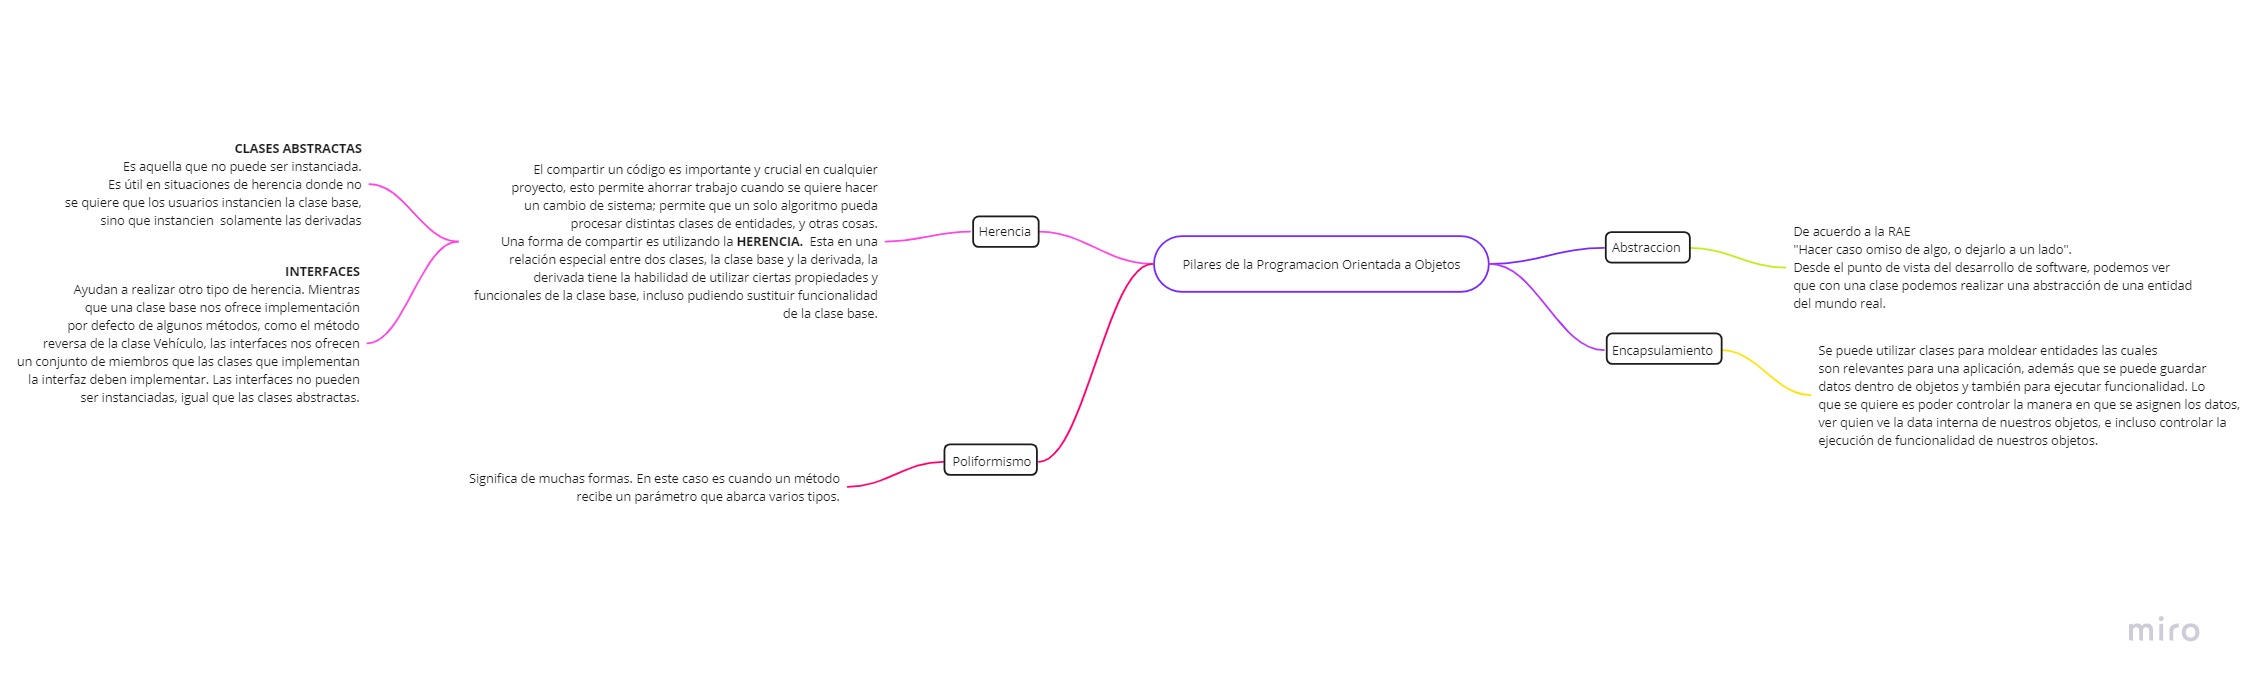 CLASES ABSTRACTAS
Es aquella que no puede ser instanciada.
Es útil en situaciones de herencia donde no
se quiere que los usuarios instancien la clase base,
sino que instancien  solamente las derivadas
INTERFACES
Ayudan a realizar otro tipo de herencia. Mientras
que una clase base nos ofrece implementación
por defecto de algunos métodos, como el método
reversa de la clase Vehículo, las interfaces nos ofrecen
un conjunto de miembros que las clases que implementan
la interfaz deben implementar. Las interfaces no pueden
ser instanciadas, igual que las clases abstractas.
El compartir un código es importante y crucial en cualquier
proyecto, esto permite ahorrar trabajo cuando se quiere hacer
un cambio de sistema; permite que un solo algoritmo pueda
procesar distintas clases de entidades, y otras cosas.
Una forma de compartir es utilizando la HERENCIA.  Esta en una
relación especial entre dos clases, la clase base y la derivada, la
derivada tiene la habilidad de utilizar ciertas propiedades y
funcionales de la clase base, incluso pudiendo sustituir funcionalidad
de la clase base.
Herencia
Significa de muchas formas. En este caso es cuando un método
recibe un parámetro que abarca varios tipos.
Poliformismo
Pilares de la Programacion Orientada a Objetos
Abstraccion
De acuerdo a la RAE
"Hacer caso omiso de algo, o dejarlo a un lado".
Desde el punto de vista del desarrollo de software, podemos ver
que con una clase podemos realizar una abstracción de una entidad
del mundo real.
Encapsulamiento
Se puede utilizar clases para moldear entidades las cuales
son relevantes para una aplicación, además que se puede guardar
datos dentro de objetos y también para ejecutar funcionalidad. Lo
que se quiere es poder controlar la manera en que se asignen los datos,
ver quien ve la data interna de nuestros objetos, e incluso controlar la
ejecución de funcionalidad de nuestros objetos.
miro